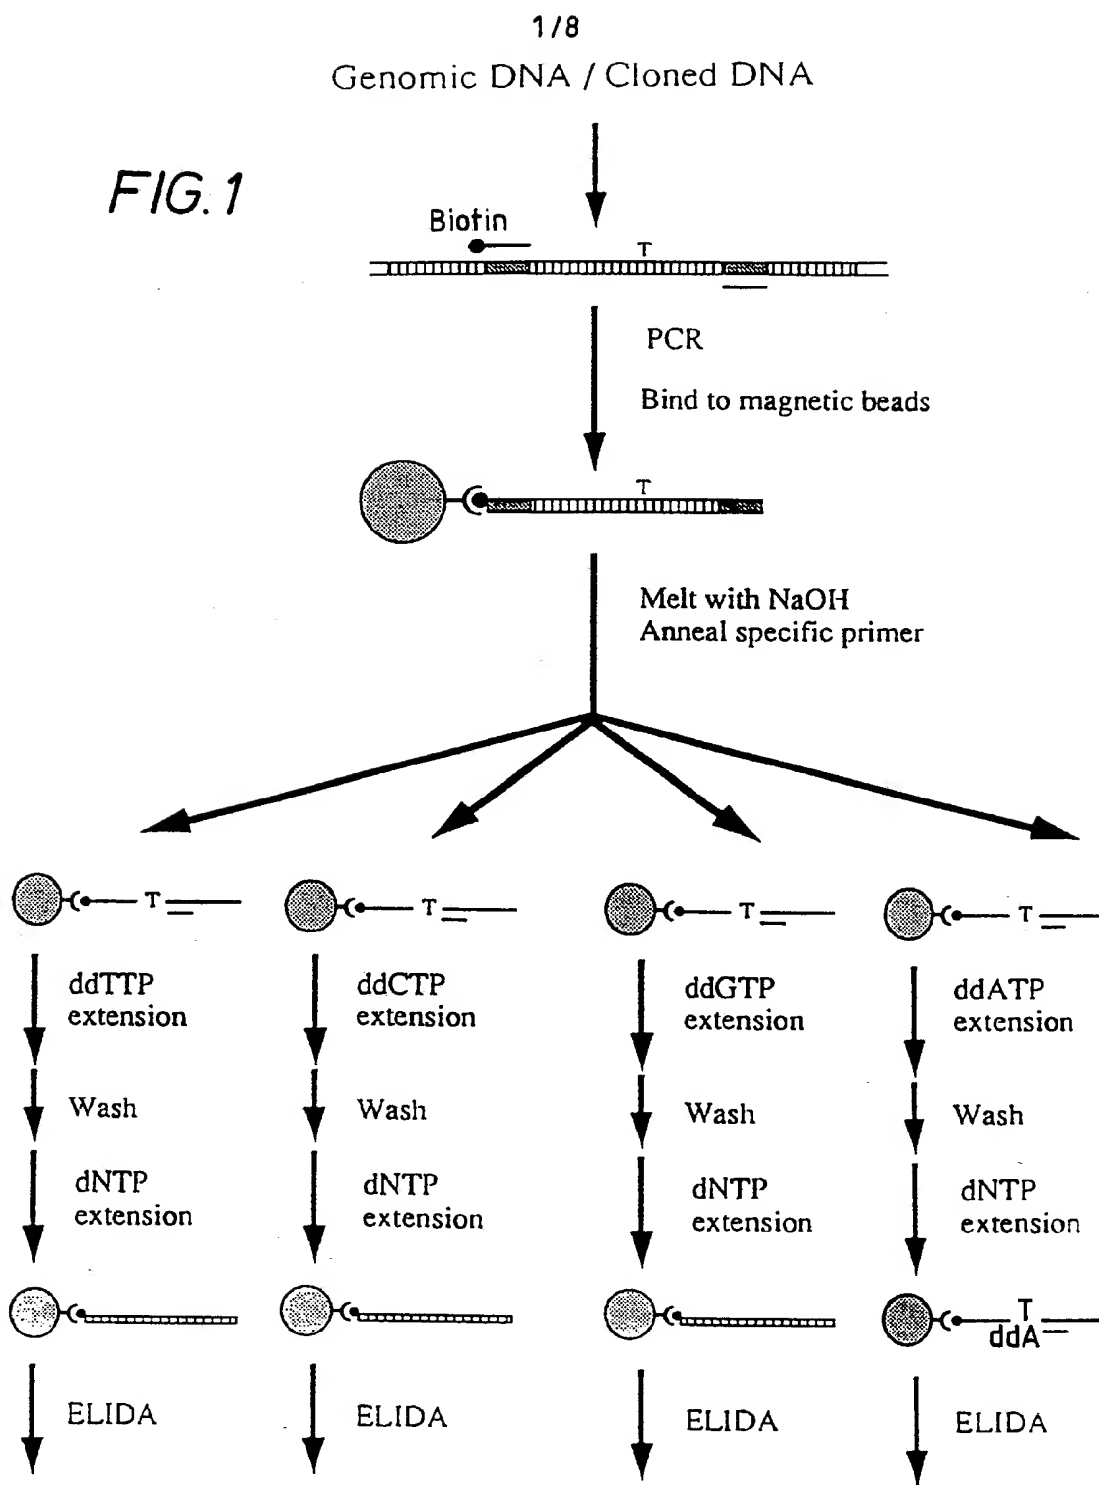 1/8
Genomic DNA / Cloned DNA
FIG. 1
Biotin
T
PCR
Bind to magnetic beads
T
Melt with NaOH
Anneal specific primer
T
T
T
T
ddTTP
extension
ddCTP
extension
ddGTP
extension
ddATP
extension
Wash
Wash
Wash
Wash
dNTP
extension
dNTP
extension
dNTP
extension
dNTP
extension
T
ddA
ELIDA
ELIDA
ELIDA
ELIDA